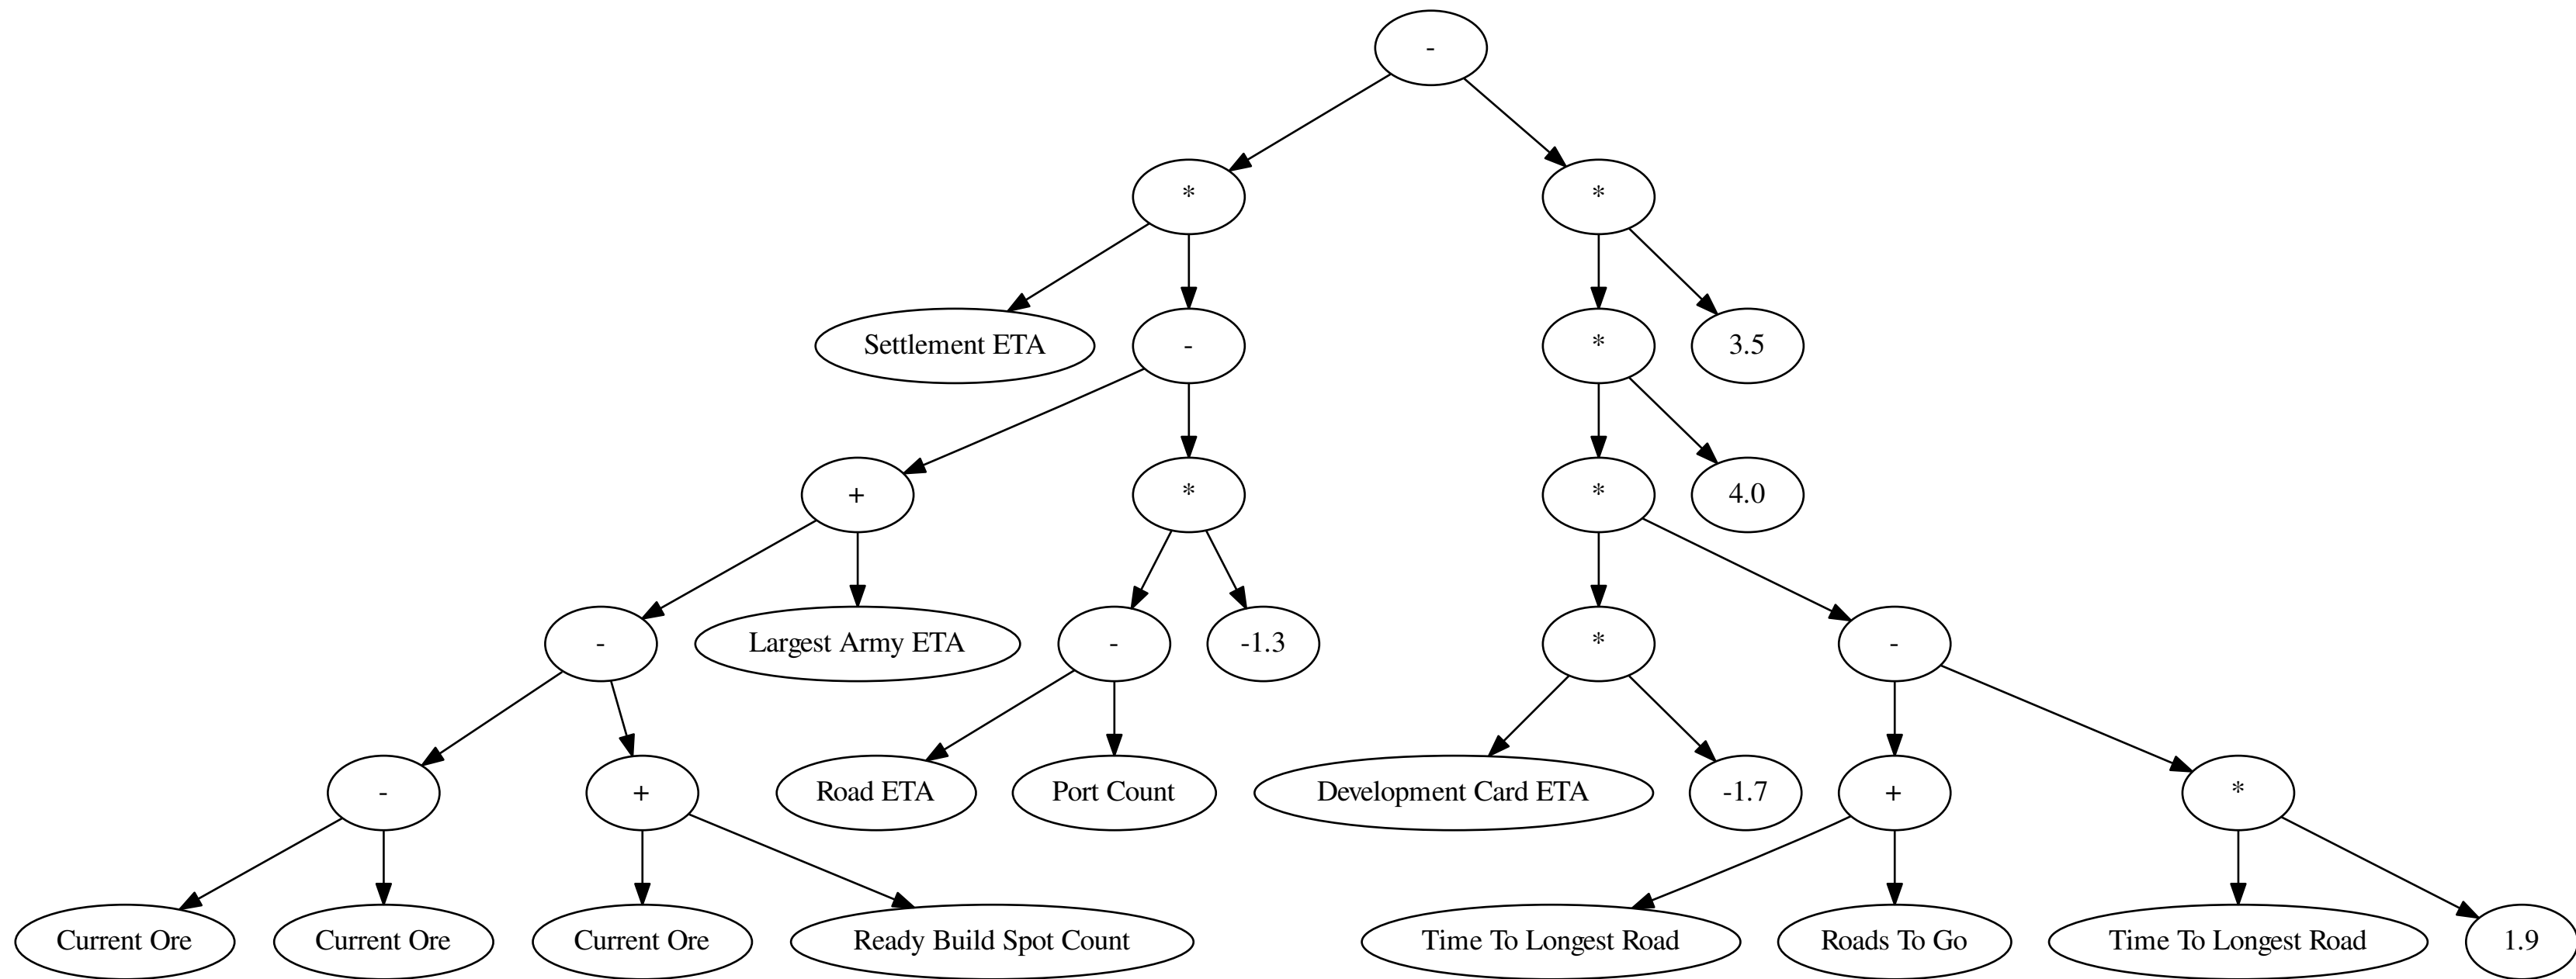 -
*
*
Settlement ETA
-
*
3.5
+
*
*
4.0
-
Largest Army ETA
-
-1.3
*
-
-
+
Road ETA
Port Count
Development Card ETA
-1.7
+
*
Current Ore
Current Ore
Current Ore
Ready Build Spot Count
Time To Longest Road
Roads To Go
Time To Longest Road
1.9